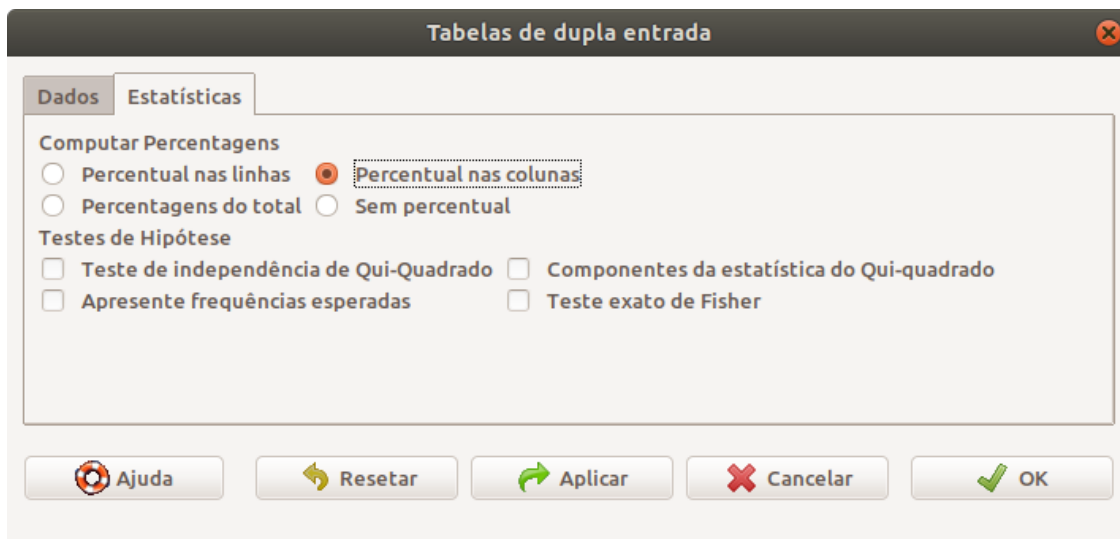 Tabelas de dupla entrada
Dados Estatísticas
Computar Percentagens
Percentual nas linhas Percentual nas colunas
Percentagens do total Sem percentual
Testes de Hipótese
Teste de independência de Qui-Quadrado Componentes da estatística do Qui-quadrado
Apresente frequências esperadas Teste exato de Fisher
Ajuda Resetar Aplicar Cancelar OK